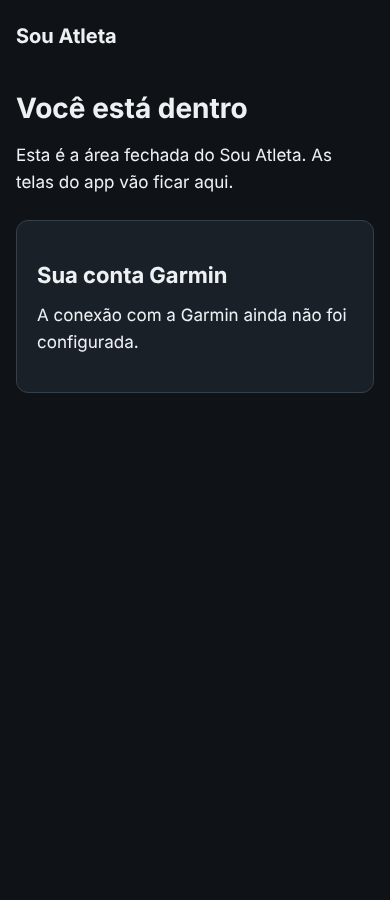 Sou Atleta
Você está dentro
Esta é a área fechada do Sou Atleta. As
telas do app vão ficar aqui.
Sua conta Garmin
A conexão com a Garmin ainda não foi
configurada.